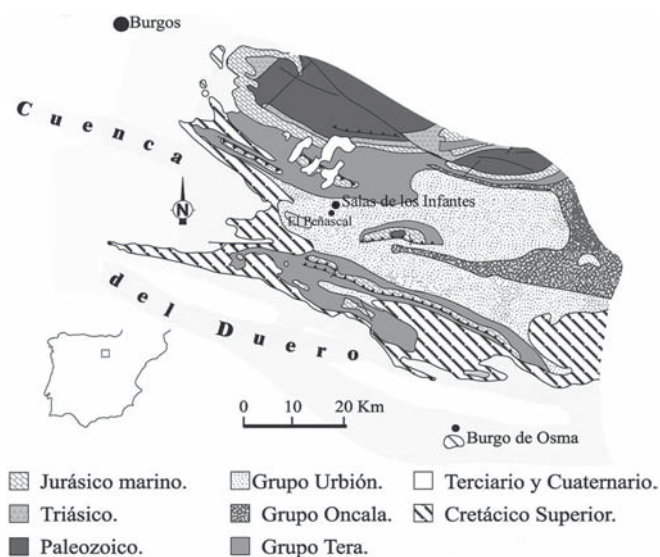 Burgos
Cuenca
N
Salas de los Infantes
El Peñascal
del Duero
0 10 20 Km
Burgo de Osma
Jurásico marino.
Grupo Urbión.
Terciario y Cuaternario.
Triásico.
Grupo Oncala.
Cretácico Superior.
Paleozoico.
Grupo Tera.